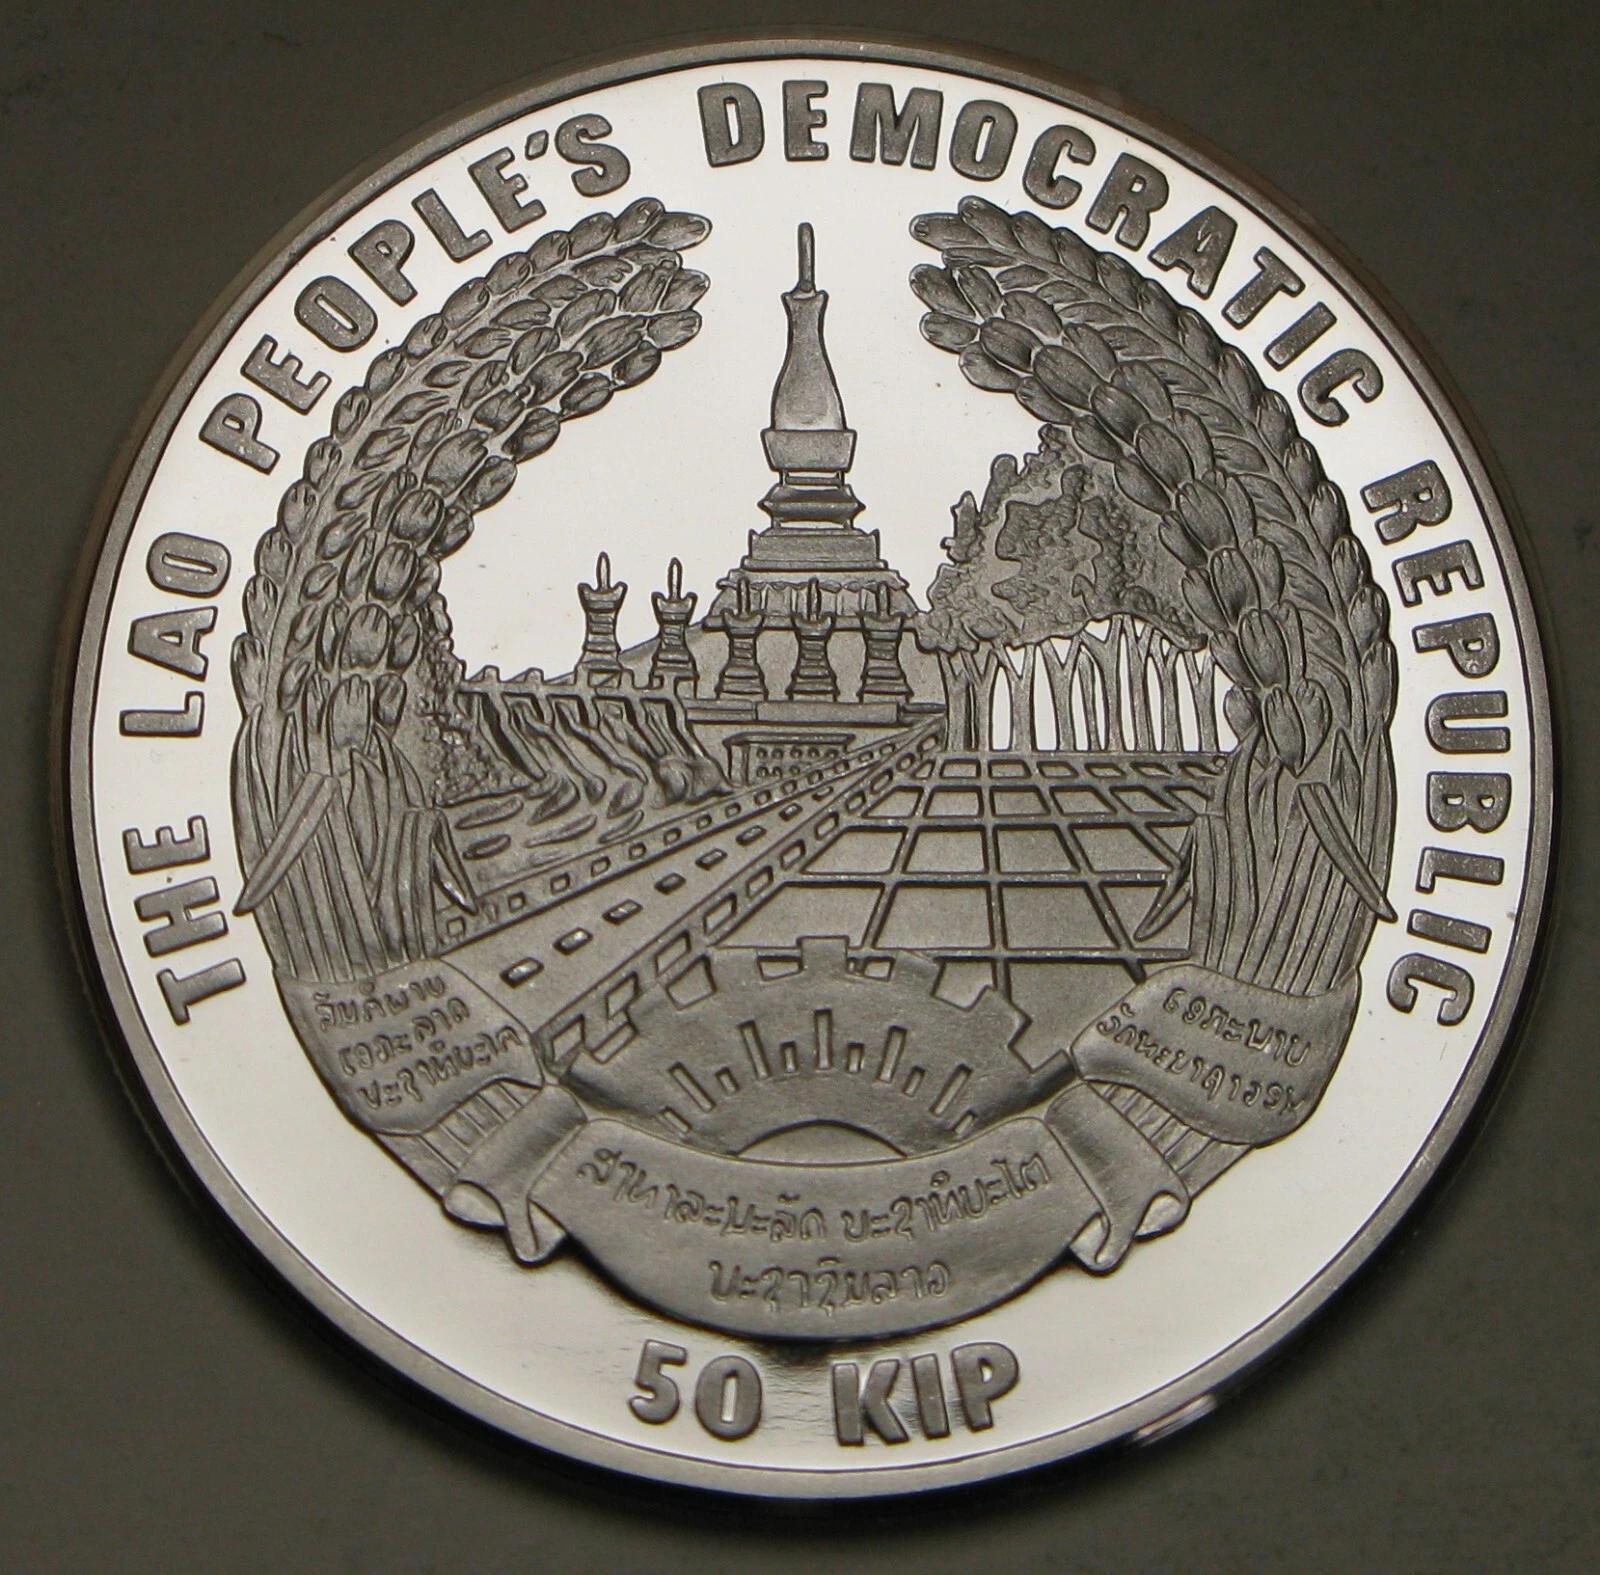 THE LAO PEOPLE'S DEMOCRATIC REPUBLIC
ສັນຕິພາບ
ເອກະລາດ
ປະຊາທິປະໄຕ
ເອກະພາບ
ວັດທະນາຖາວອນ
ສາທາລະນະລັດ ປະຊາທິປະໄຕ
ປະຊາຊົນລາວ
50 KIP